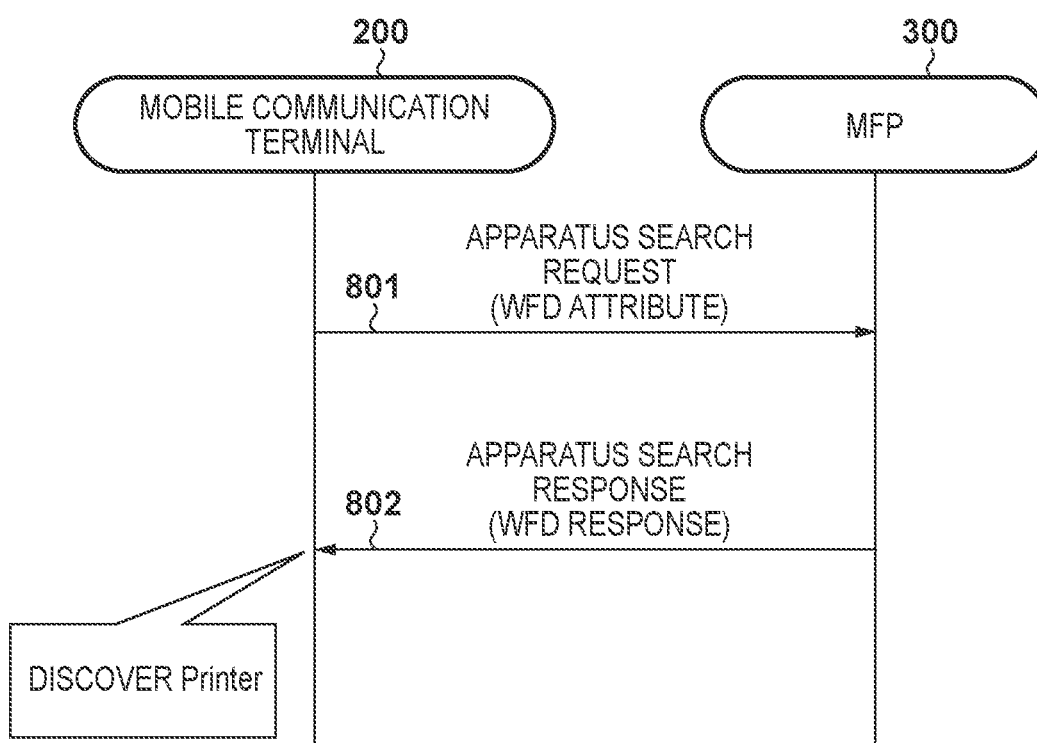 200
300
MOBILE COMMUNICATION
TERMINAL
MFP
APPARATUS SEARCH
REQUEST
(WFD ATTRIBUTE)
801
APPARATUS SEARCH
RESPONSE
(WFD RESPONSE)
802
DISCOVER Printer